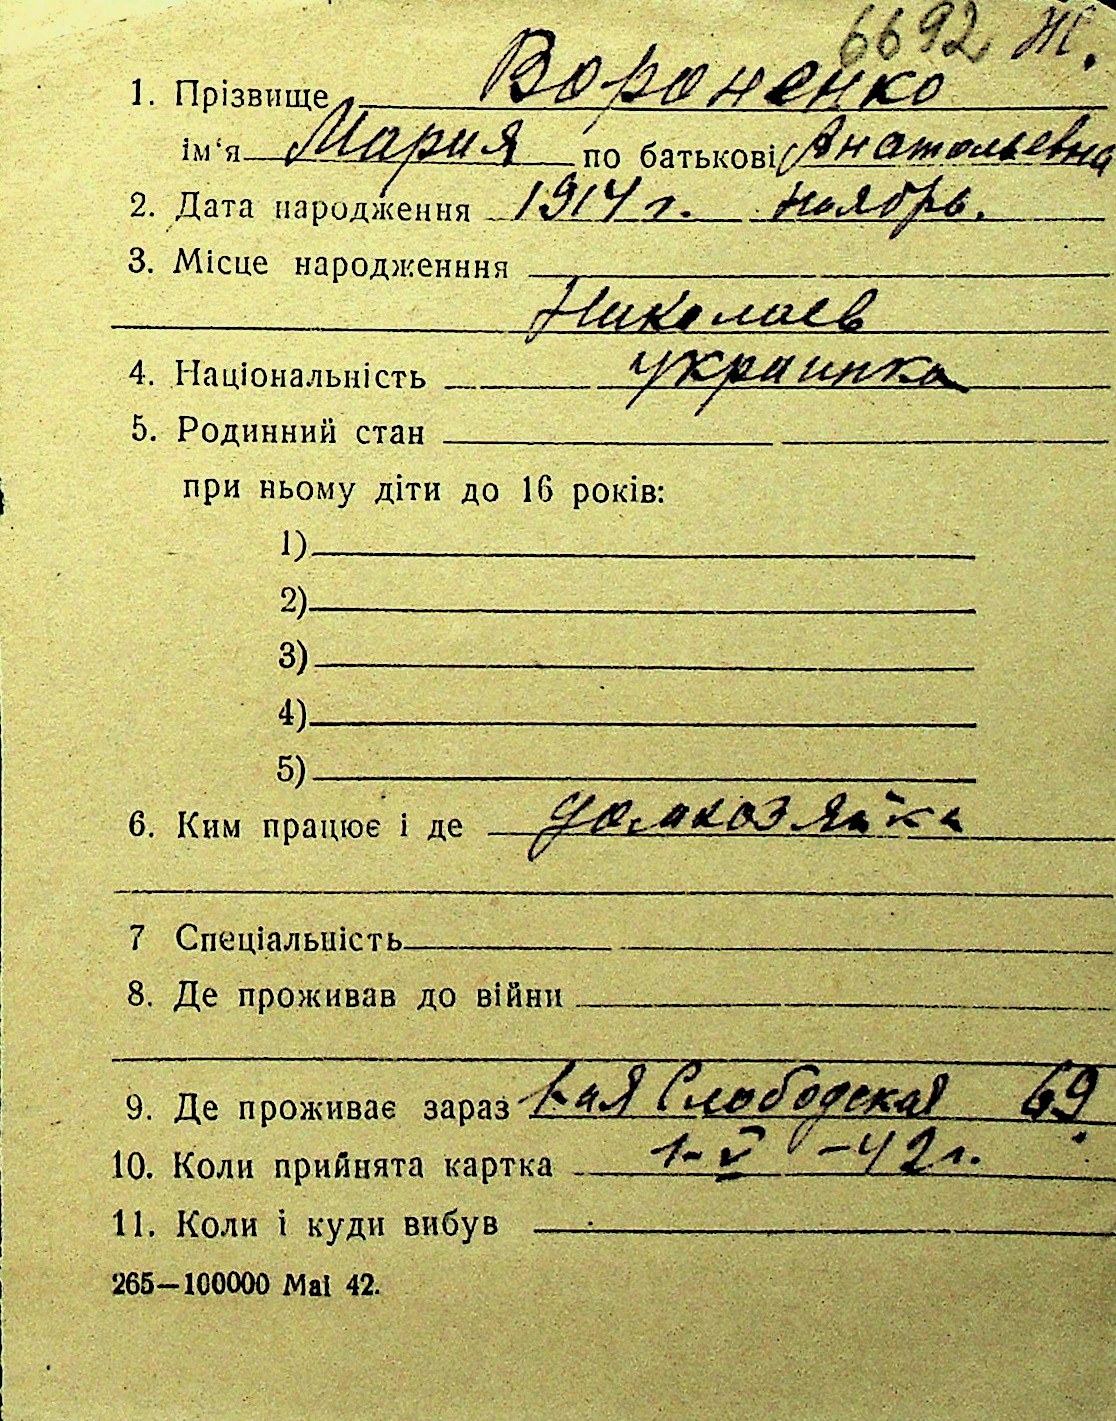 6692 Ж.
1. Прізвище Вороненко
ім'я Мария по батькові Анатольевна
2. Дата народження 1914 г. ноябрь.
3. Місце народженння
Николаев
4. Національність украинка
5. Родинний стан
при ньому діти до 16 років:
1)
2)
3)
4)
5)
6. Ким працює і де домхозяйка
7 Спеціальність
8. Де проживав до війни
9. Де проживає зараз 1-ая Слободская 69
10. Коли прийнята картка 1-V-42 г.
11. Коли і куди вибув
265—100000 Mai 42.